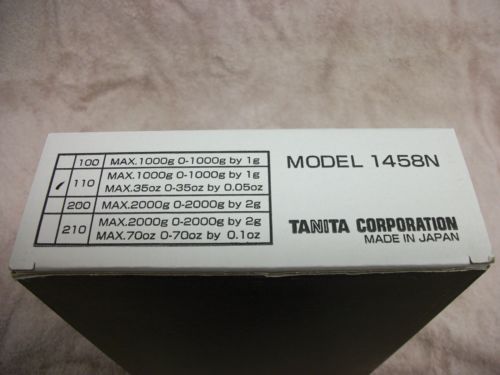 100 MAX.1000g 0-1000g by 1g
110 MAX.1000g 0-1000g by 1g
MAX.35oz 0-35oz by 0.05oz
200 MAX.2000g 0-2000g by 2g
210 MAX.2000g 0-2000g by 2g
MAX.70oz 0-70oz by 0.1oz
MODEL 1458N
TANITA CORPORATION
MADE IN JAPAN